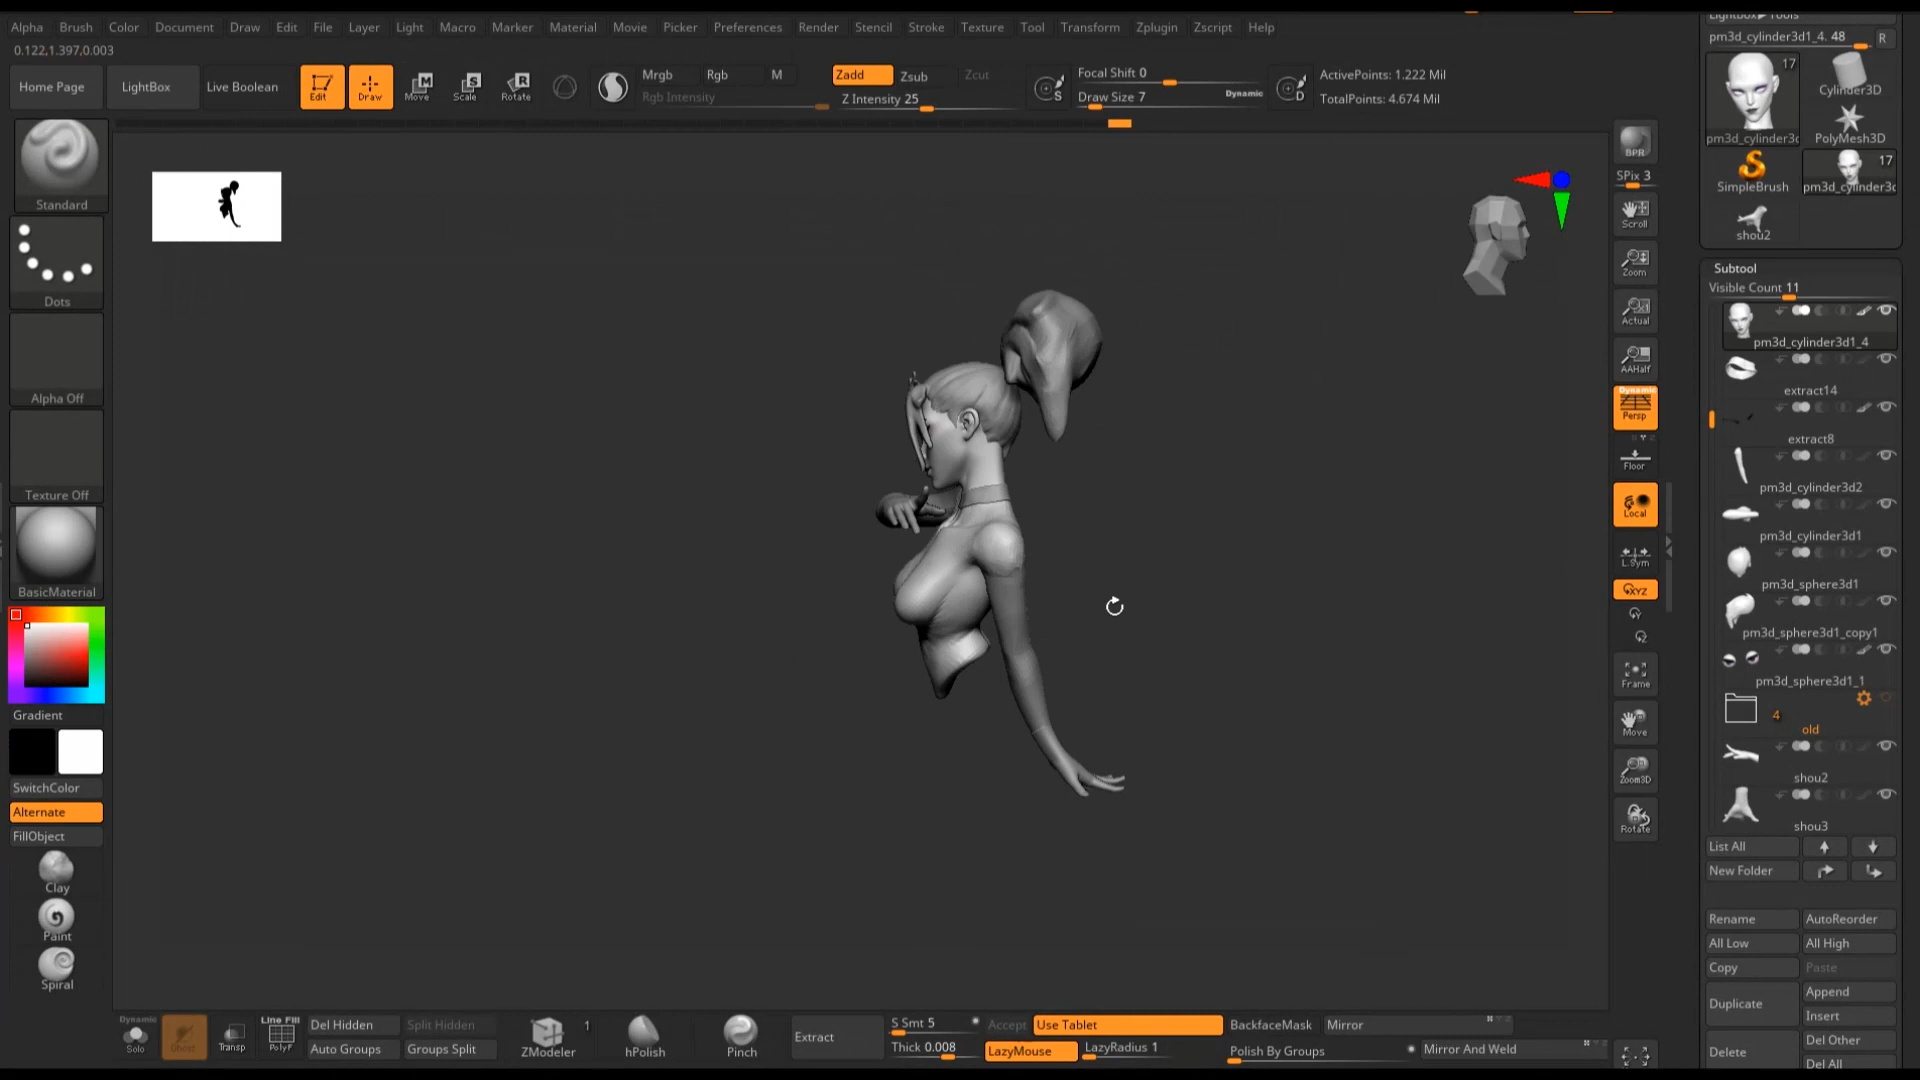 Alpha Brush Color Document Draw Edit File Layer Light Macro Marker Material Movie Picker Preferences Render Stencil Stroke Texture Tool Transform Zplugin Zscript Help
0.122,1.397,0.003
Home Page LightBox Live Boolean Edit Draw Move Scale Rotate
Mrgb Rgb M Zadd Zsub Zcut
Rgb Intensity Z Intensity 25
Focal Shift 0
Draw Size 7 Dynamic
ActivePoints: 1.222 Mil
TotalPoints: 4.674 Mil
Standard
Dots
Alpha Off
Texture Off
BasicMaterial
Gradient
SwitchColor
Alternate
FillObject
Clay
Paint
Spiral
BPR
SPix 3
Scroll
Zoom
Actual
AAHalf
Dynamic
Persp
Floor
Local
L.Sym
XYZ
Y
Z
Frame
Move
Zoom3D
Rotate
Lightbox▶Tools
pm3d_cylinder3d1_4. 48 R
17
Cylinder3D
pm3d_cylinder3c PolyMesh3D
17
SimpleBrush pm3d_cylinder3c
shou2
Subtool
Visible Count 11
pm3d_cylinder3d1_4
extract14
extract8
pm3d_cylinder3d2
pm3d_cylinder3d1
pm3d_sphere3d1
pm3d_sphere3d1_copy1
pm3d_sphere3d1_1
4
old
shou2
shou3
List All
New Folder
Rename AutoReorder
All Low All High
Copy Paste
Duplicate Append
Insert
Delete Del Other
Del All
Dynamic
Solo
Ghost
Transp
Line Fill
PolyF
Del Hidden Split Hidden
Auto Groups Groups Split
ZModeler 1
hPolish
Pinch
Extract
S Smt 5 Accept
Thick 0.008
Use Tablet
LazyMouse LazyRadius 1
BackfaceMask Mirror
Polish By Groups Mirror And Weld